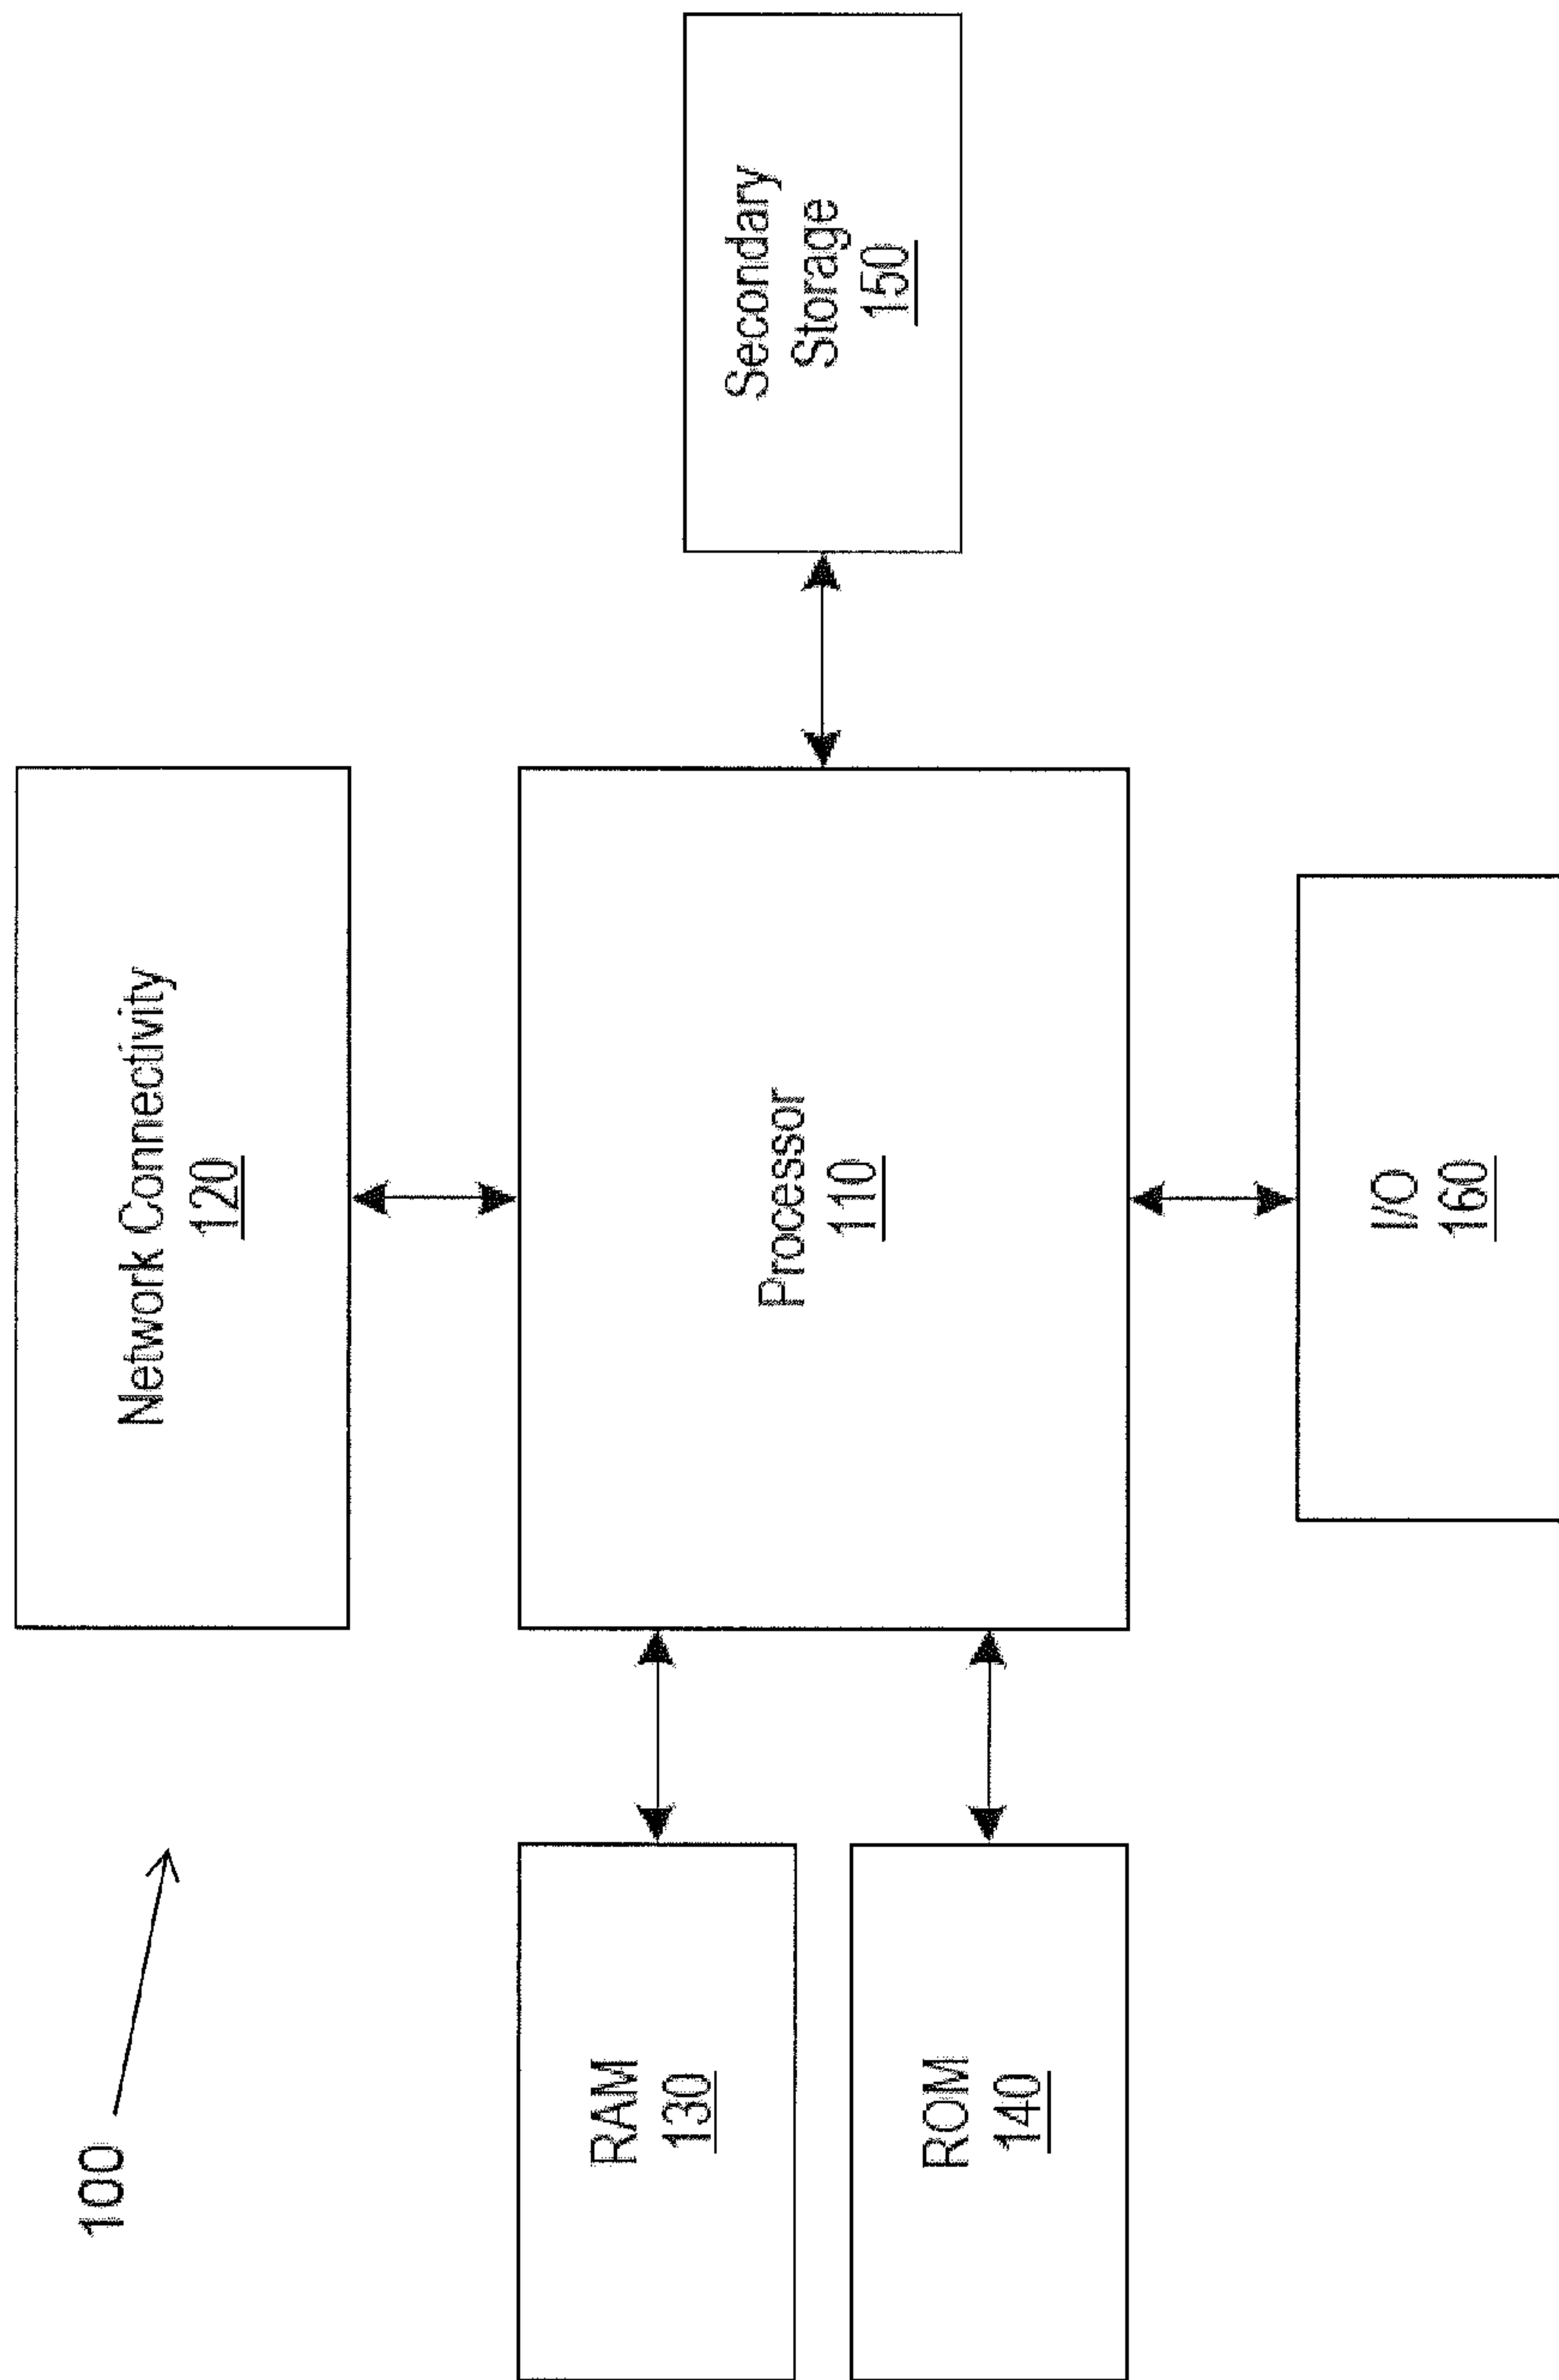 100
Network Connectivity
120
RAM
130
Processor
110
Secondary
Storage
150
ROM
140
I/O
160